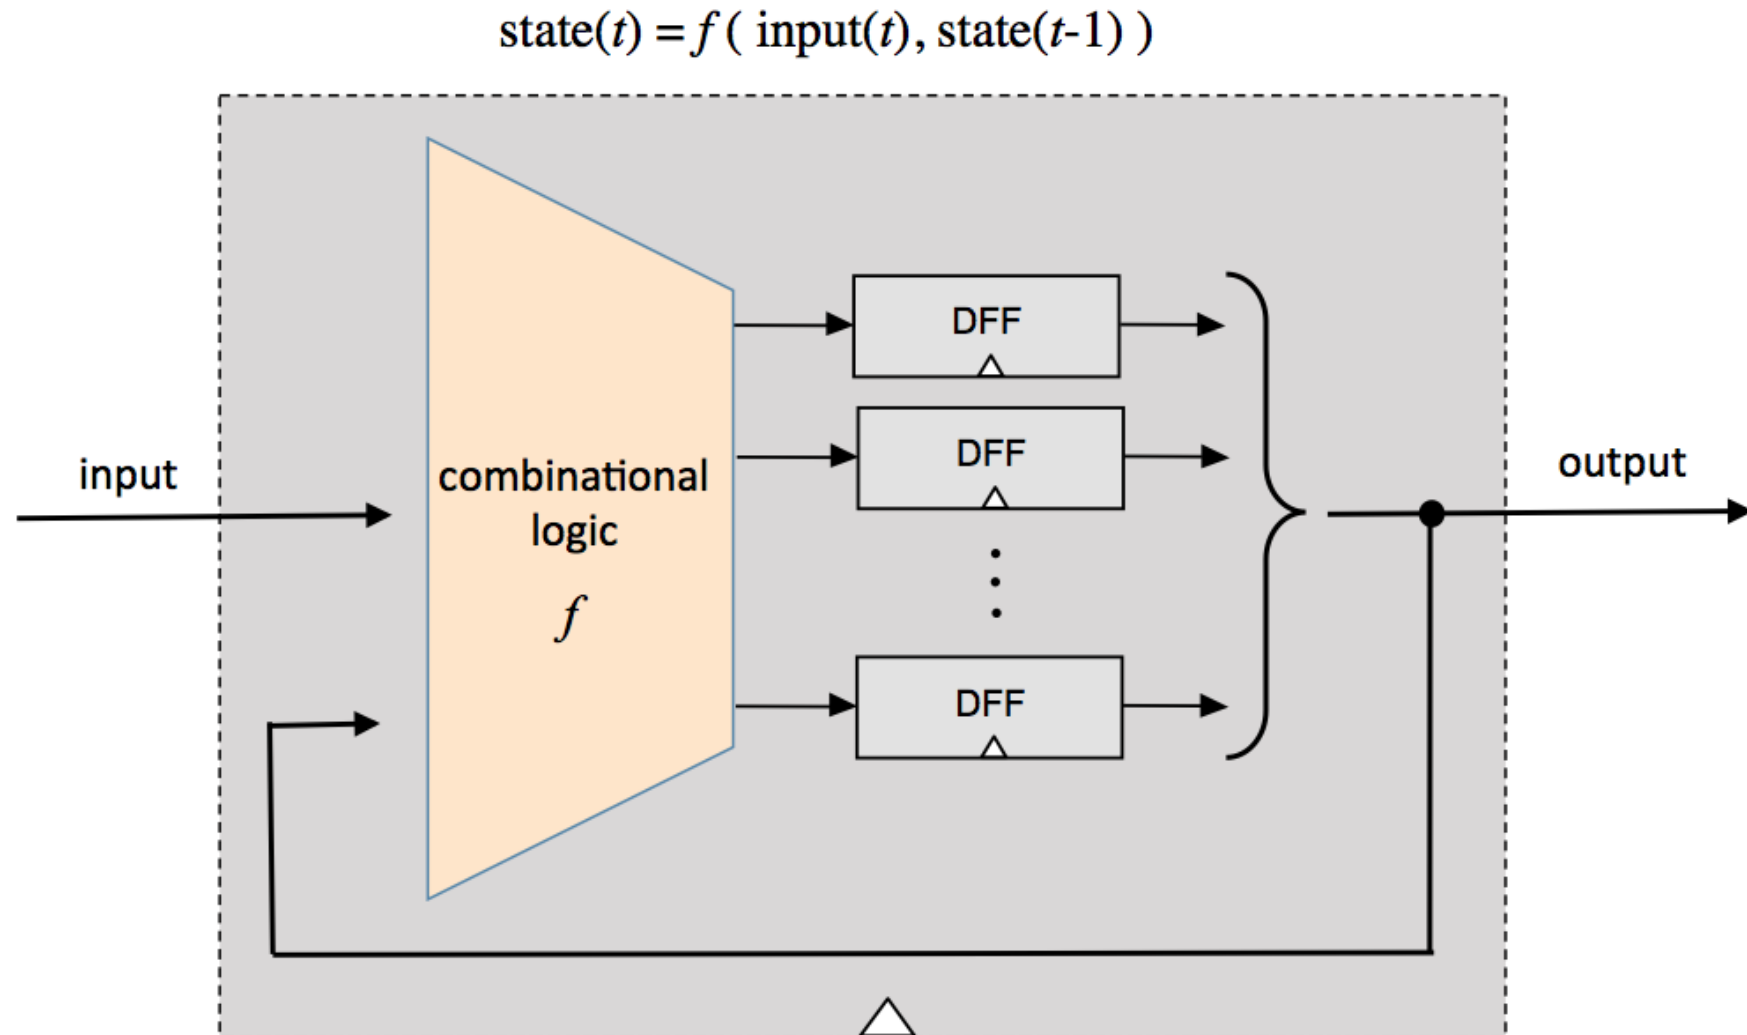 state(t) = f ( input(t), state(t-1) )
input
combinational
logic
f
DFF
DFF
DFF
output